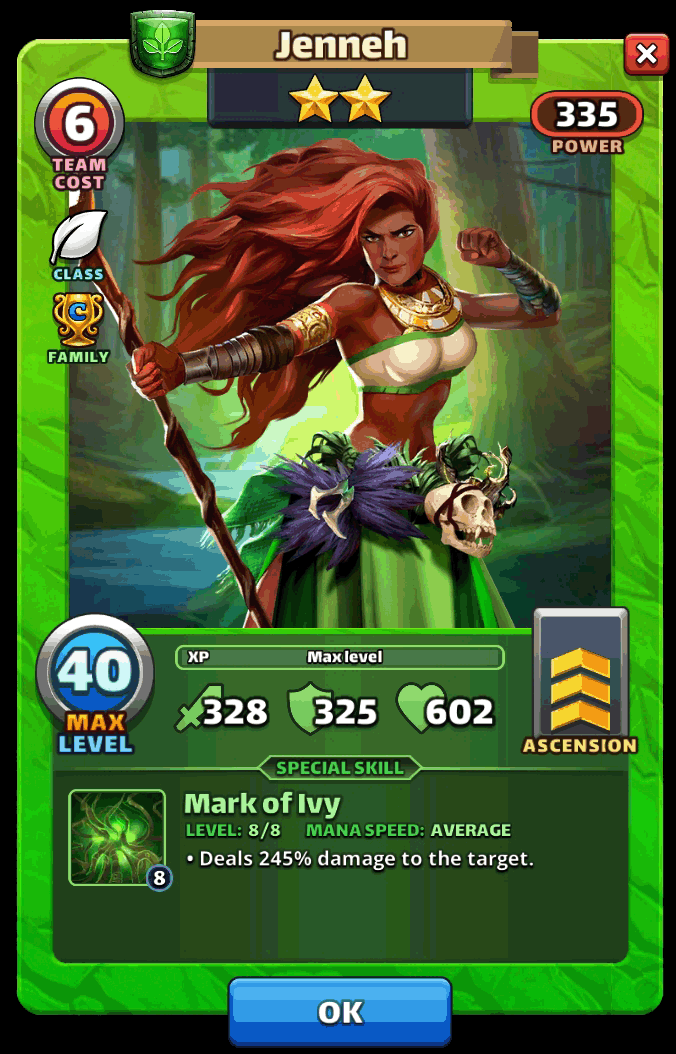 Jenneh
6
TEAM
COST
335
POWER
CLASS
C
FAMILY
40
MAX
LEVEL
XP Max level
328 325 602
ASCENSION
SPECIAL SKILL
Mark of Ivy
LEVEL: 8/8 MANA SPEED: AVERAGE
8
• Deals 245% damage to the target.
OK